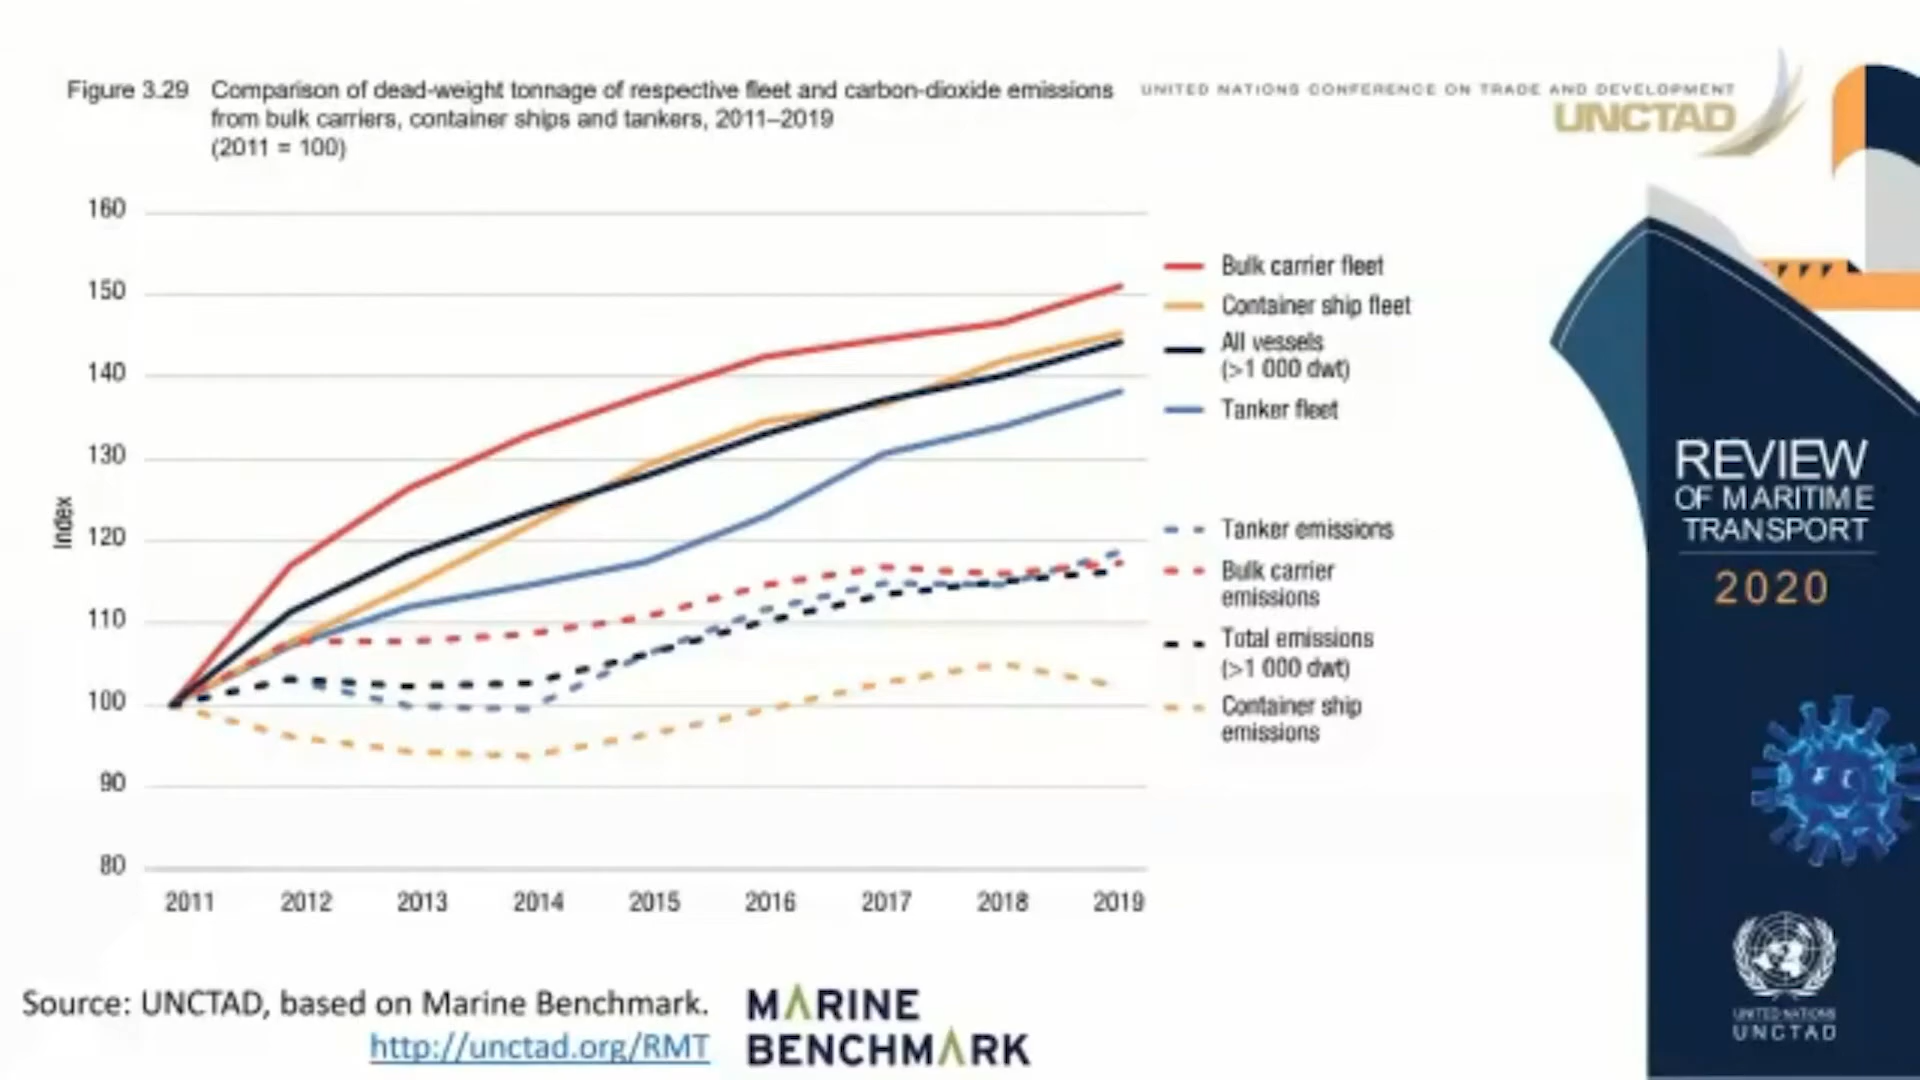 Figure 3.29 Comparison of dead-weight tonnage of respective fleet and carbon-dioxide emissions
from bulk carriers, container ships and tankers, 2011–2019
(2011 = 100)
UNITED NATIONS CONFERENCE ON TRADE AND DEVELOPMENT
UNCTAD
160
150
140
130
120
110
100
90
80
Index
2011 2012 2013 2014 2015 2016 2017 2018 2019
Bulk carrier fleet
Container ship fleet
All vessels
(>1 000 dwt)
Tanker fleet
Tanker emissions
Bulk carrier
emissions
Total emissions
(>1 000 dwt)
Container ship
emissions
REVIEW
OF MARITIME
TRANSPORT
2020
UNITED NATIONS
UNCTAD
Source: UNCTAD, based on Marine Benchmark.
http://unctad.org/RMT
MARINE
BENCHMARK